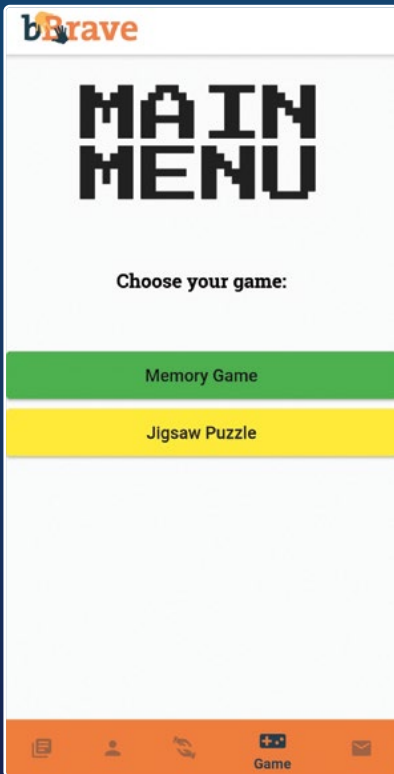 bBrave
MAIN
MENU
Choose your game:
Memory Game
Jigsaw Puzzle
Game